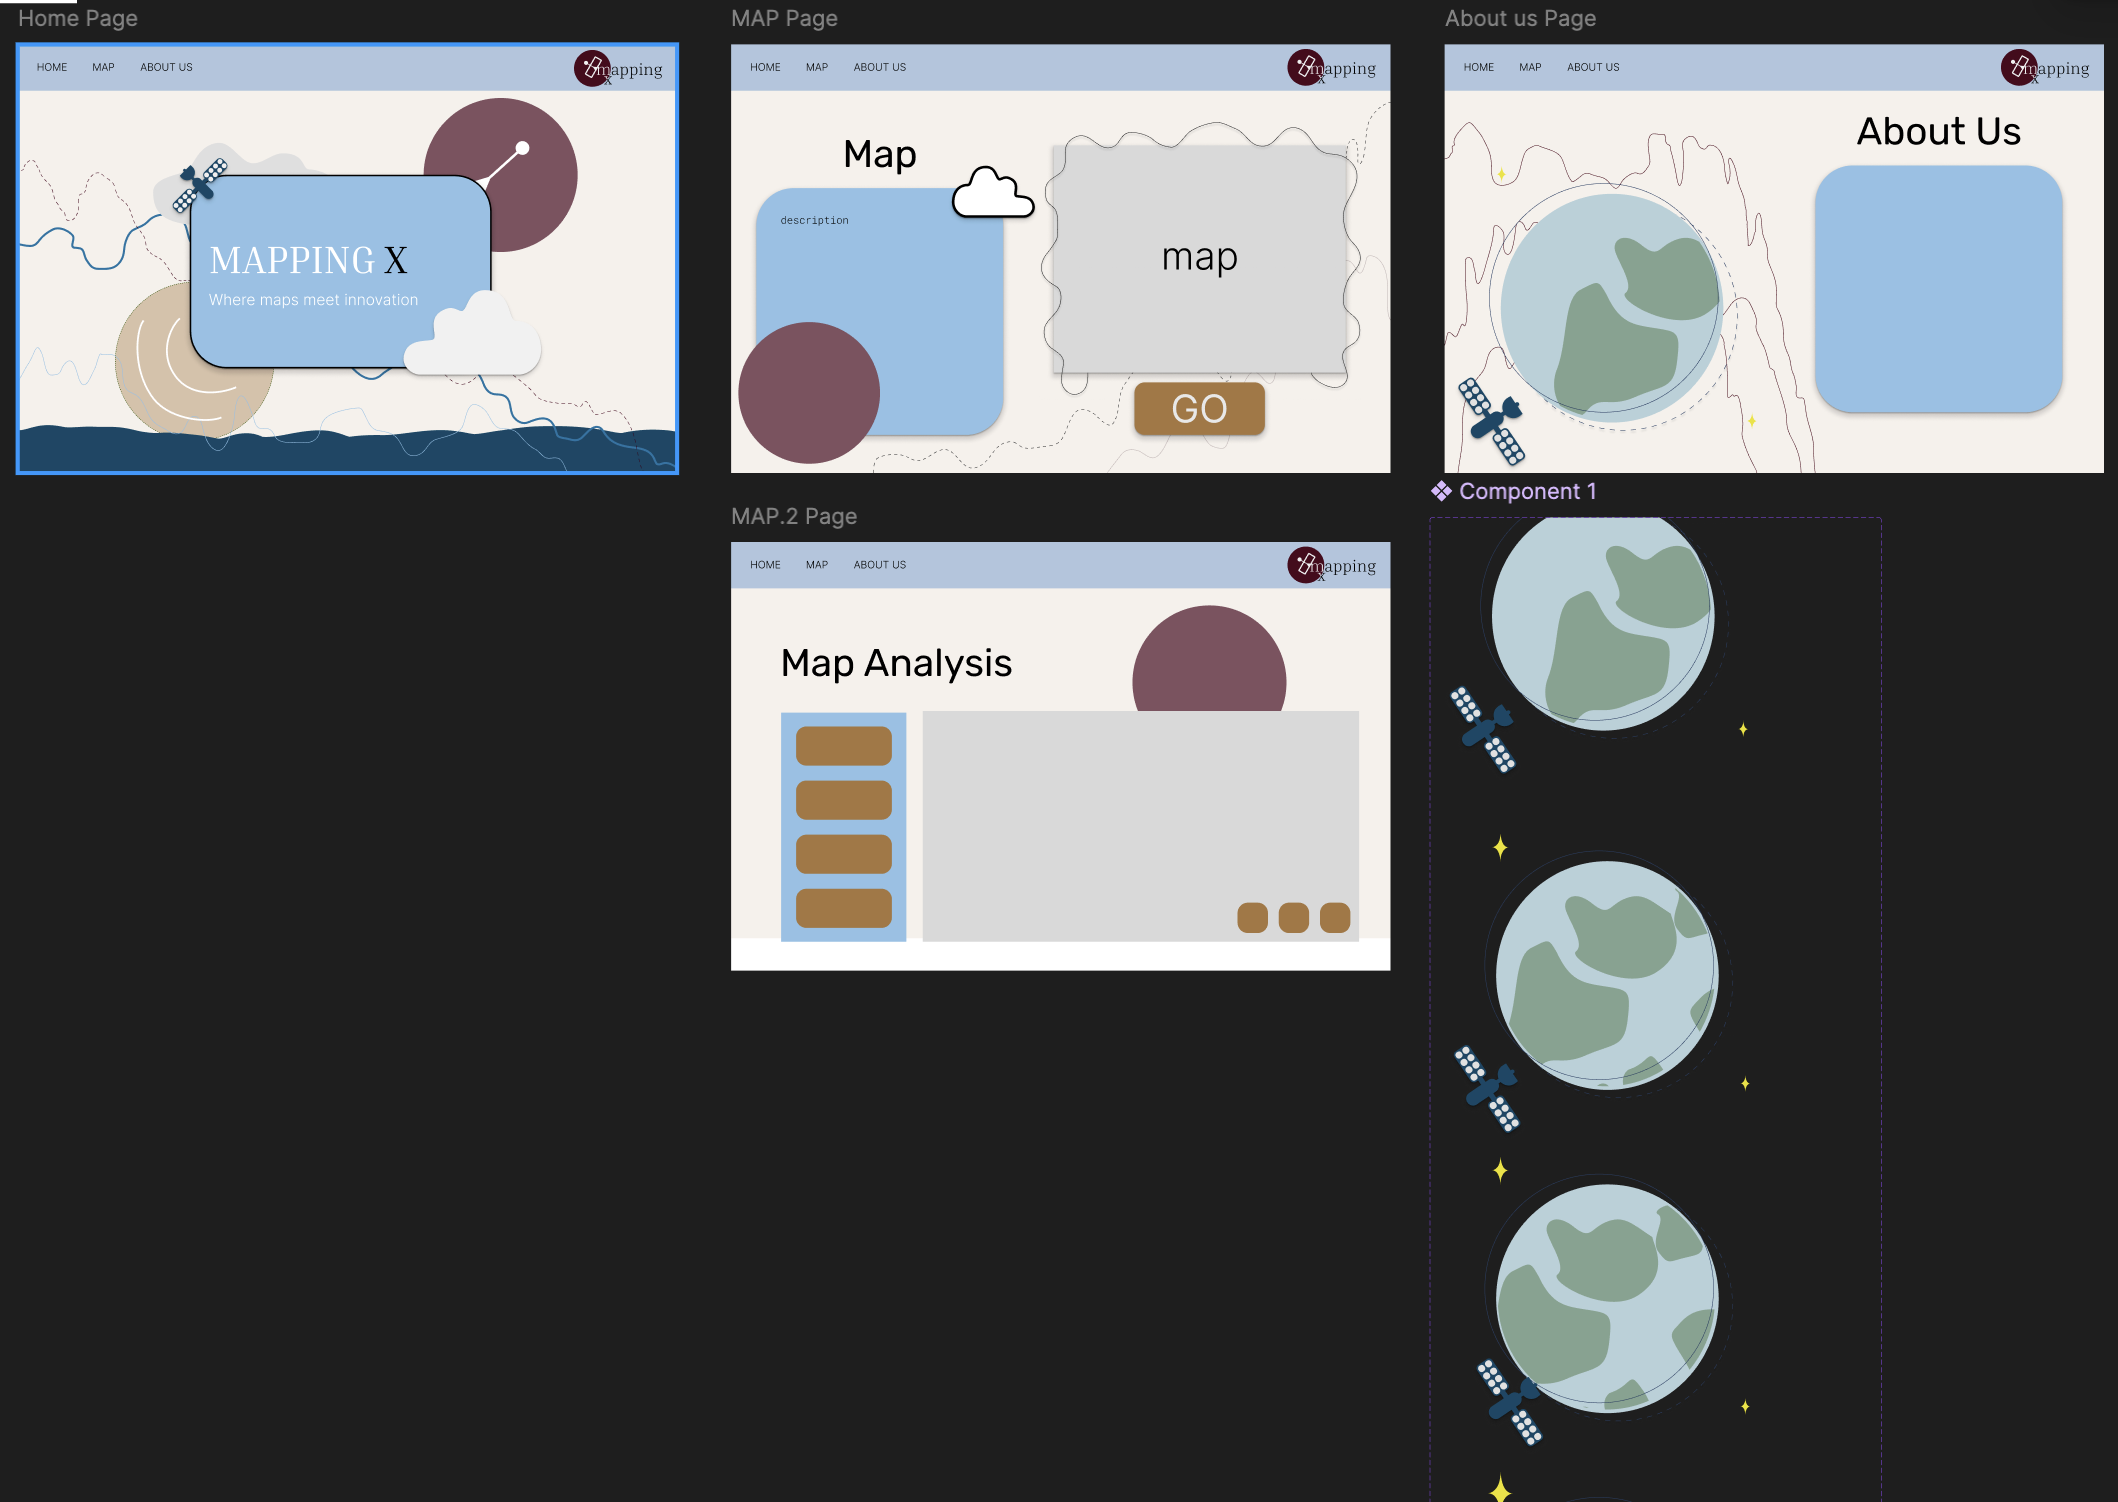 Home Page
HOME MAP ABOUT US
mapping
x
MAPPING X
Where maps meet innovation
MAP Page
HOME MAP ABOUT US
mapping
x
Map
description
map
GO
About us Page
HOME MAP ABOUT US
mapping
x
About Us
MAP.2 Page
HOME MAP ABOUT US
mapping
x
Map Analysis
Component 1